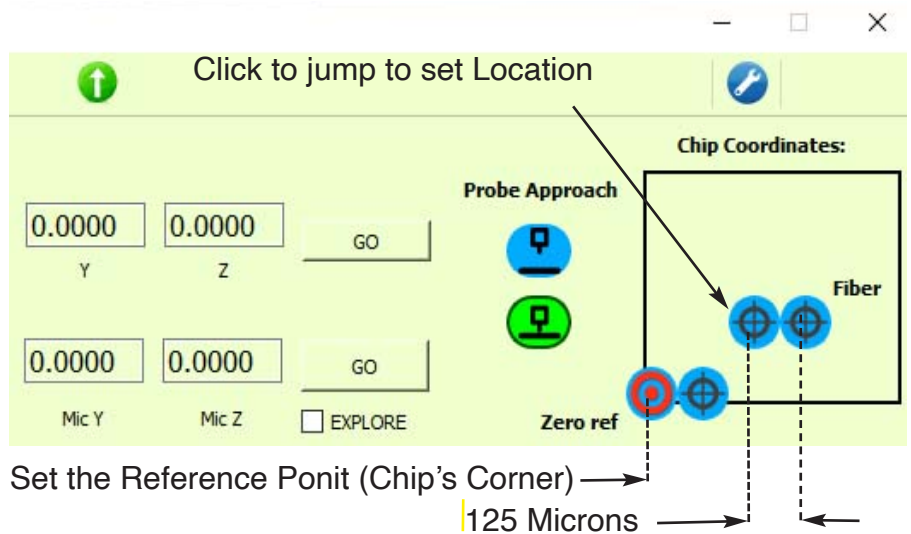 Click to jump to set Location
Chip Coordinates:
Probe Approach
0.0000 0.0000 GO
Y Z
Fiber
0.0000 0.0000 GO
Mic Y Mic Z EXPLORE Zero ref
Set the Reference Ponit (Chip's Corner)
125 Microns